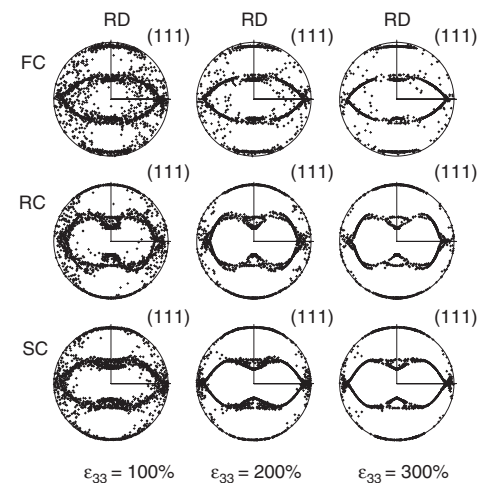 RD RD RD
(111) (111) (111)
FC
(111) (111) (111)
RC
(111) (111) (111)
SC
ε33 = 100% ε33 = 200% ε33 = 300%